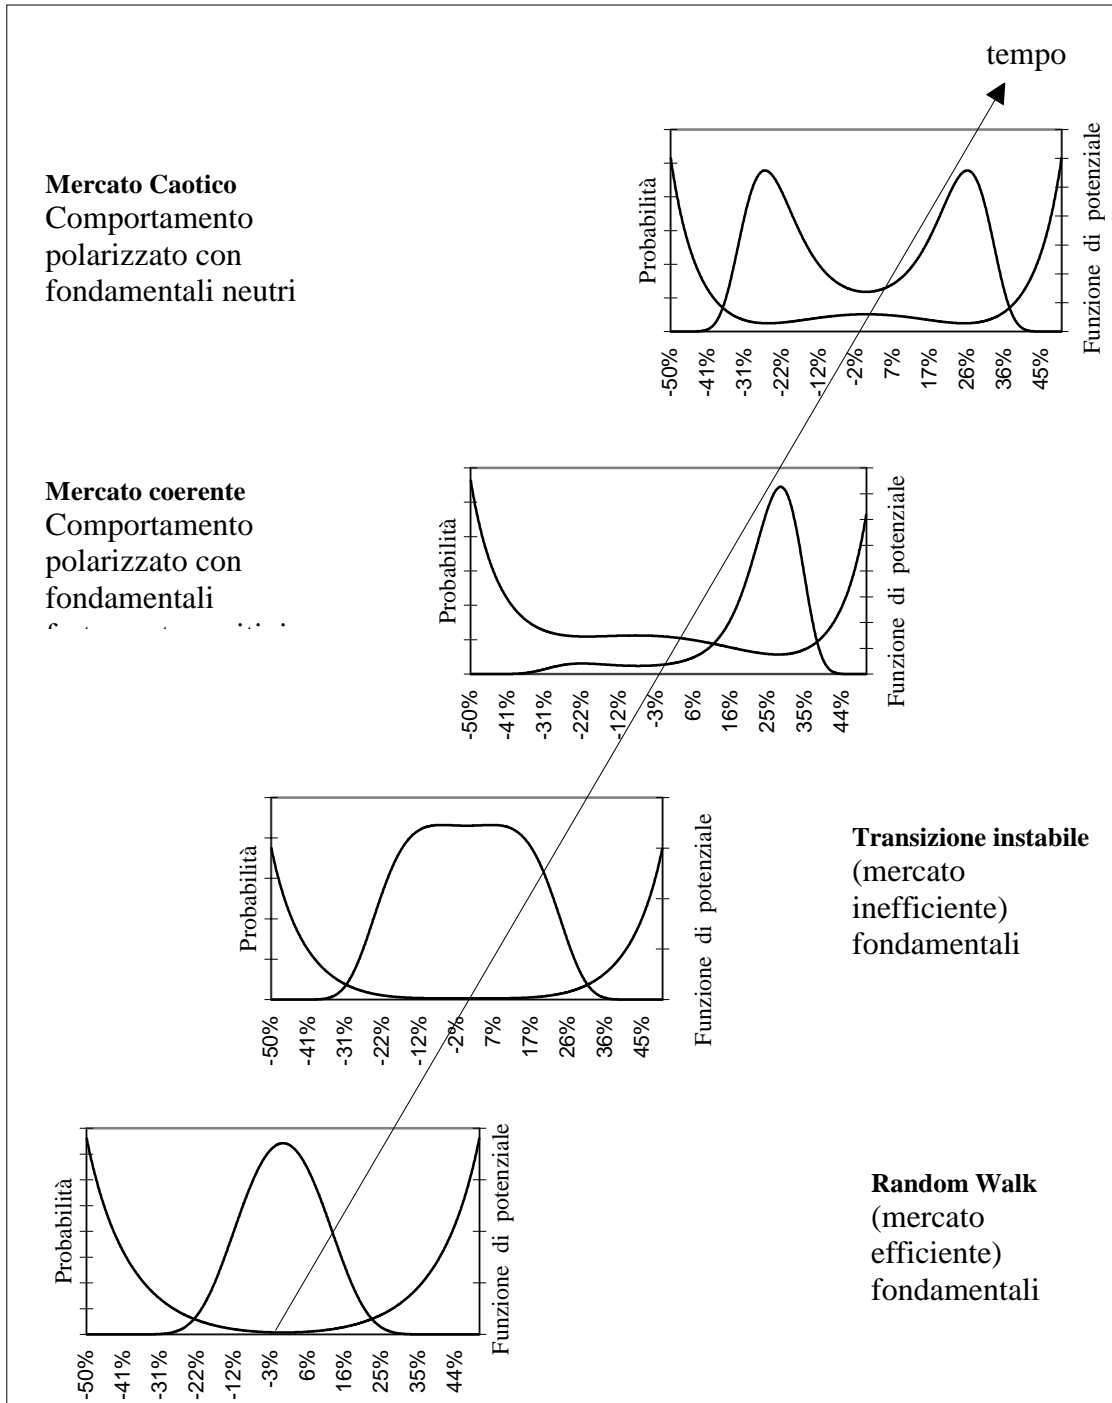 tempo
Mercato Caotico
Comportamento
polarizzato con
fondamentali neutri
Probabilità
Funzione di potenziale
-50%
-41%
-31%
-22%
-12%
-2%
7%
17%
26%
36%
45%
Mercato coerente
Comportamento
polarizzato con
fondamentali
Probabilità
Funzione di potenziale
-50%
-41%
-31%
-22%
-12%
-3%
6%
16%
25%
35%
44%
Probabilità
Funzione di potenziale
-50%
-41%
-31%
-22%
-12%
-2%
7%
17%
26%
36%
45%
Transizione instabile
(mercato
inefficiente)
fondamentali
Probabilità
Funzione di potenziale
-50%
-41%
-31%
-22%
-12%
-3%
6%
16%
25%
35%
44%
Random Walk
(mercato
efficiente)
fondamentali